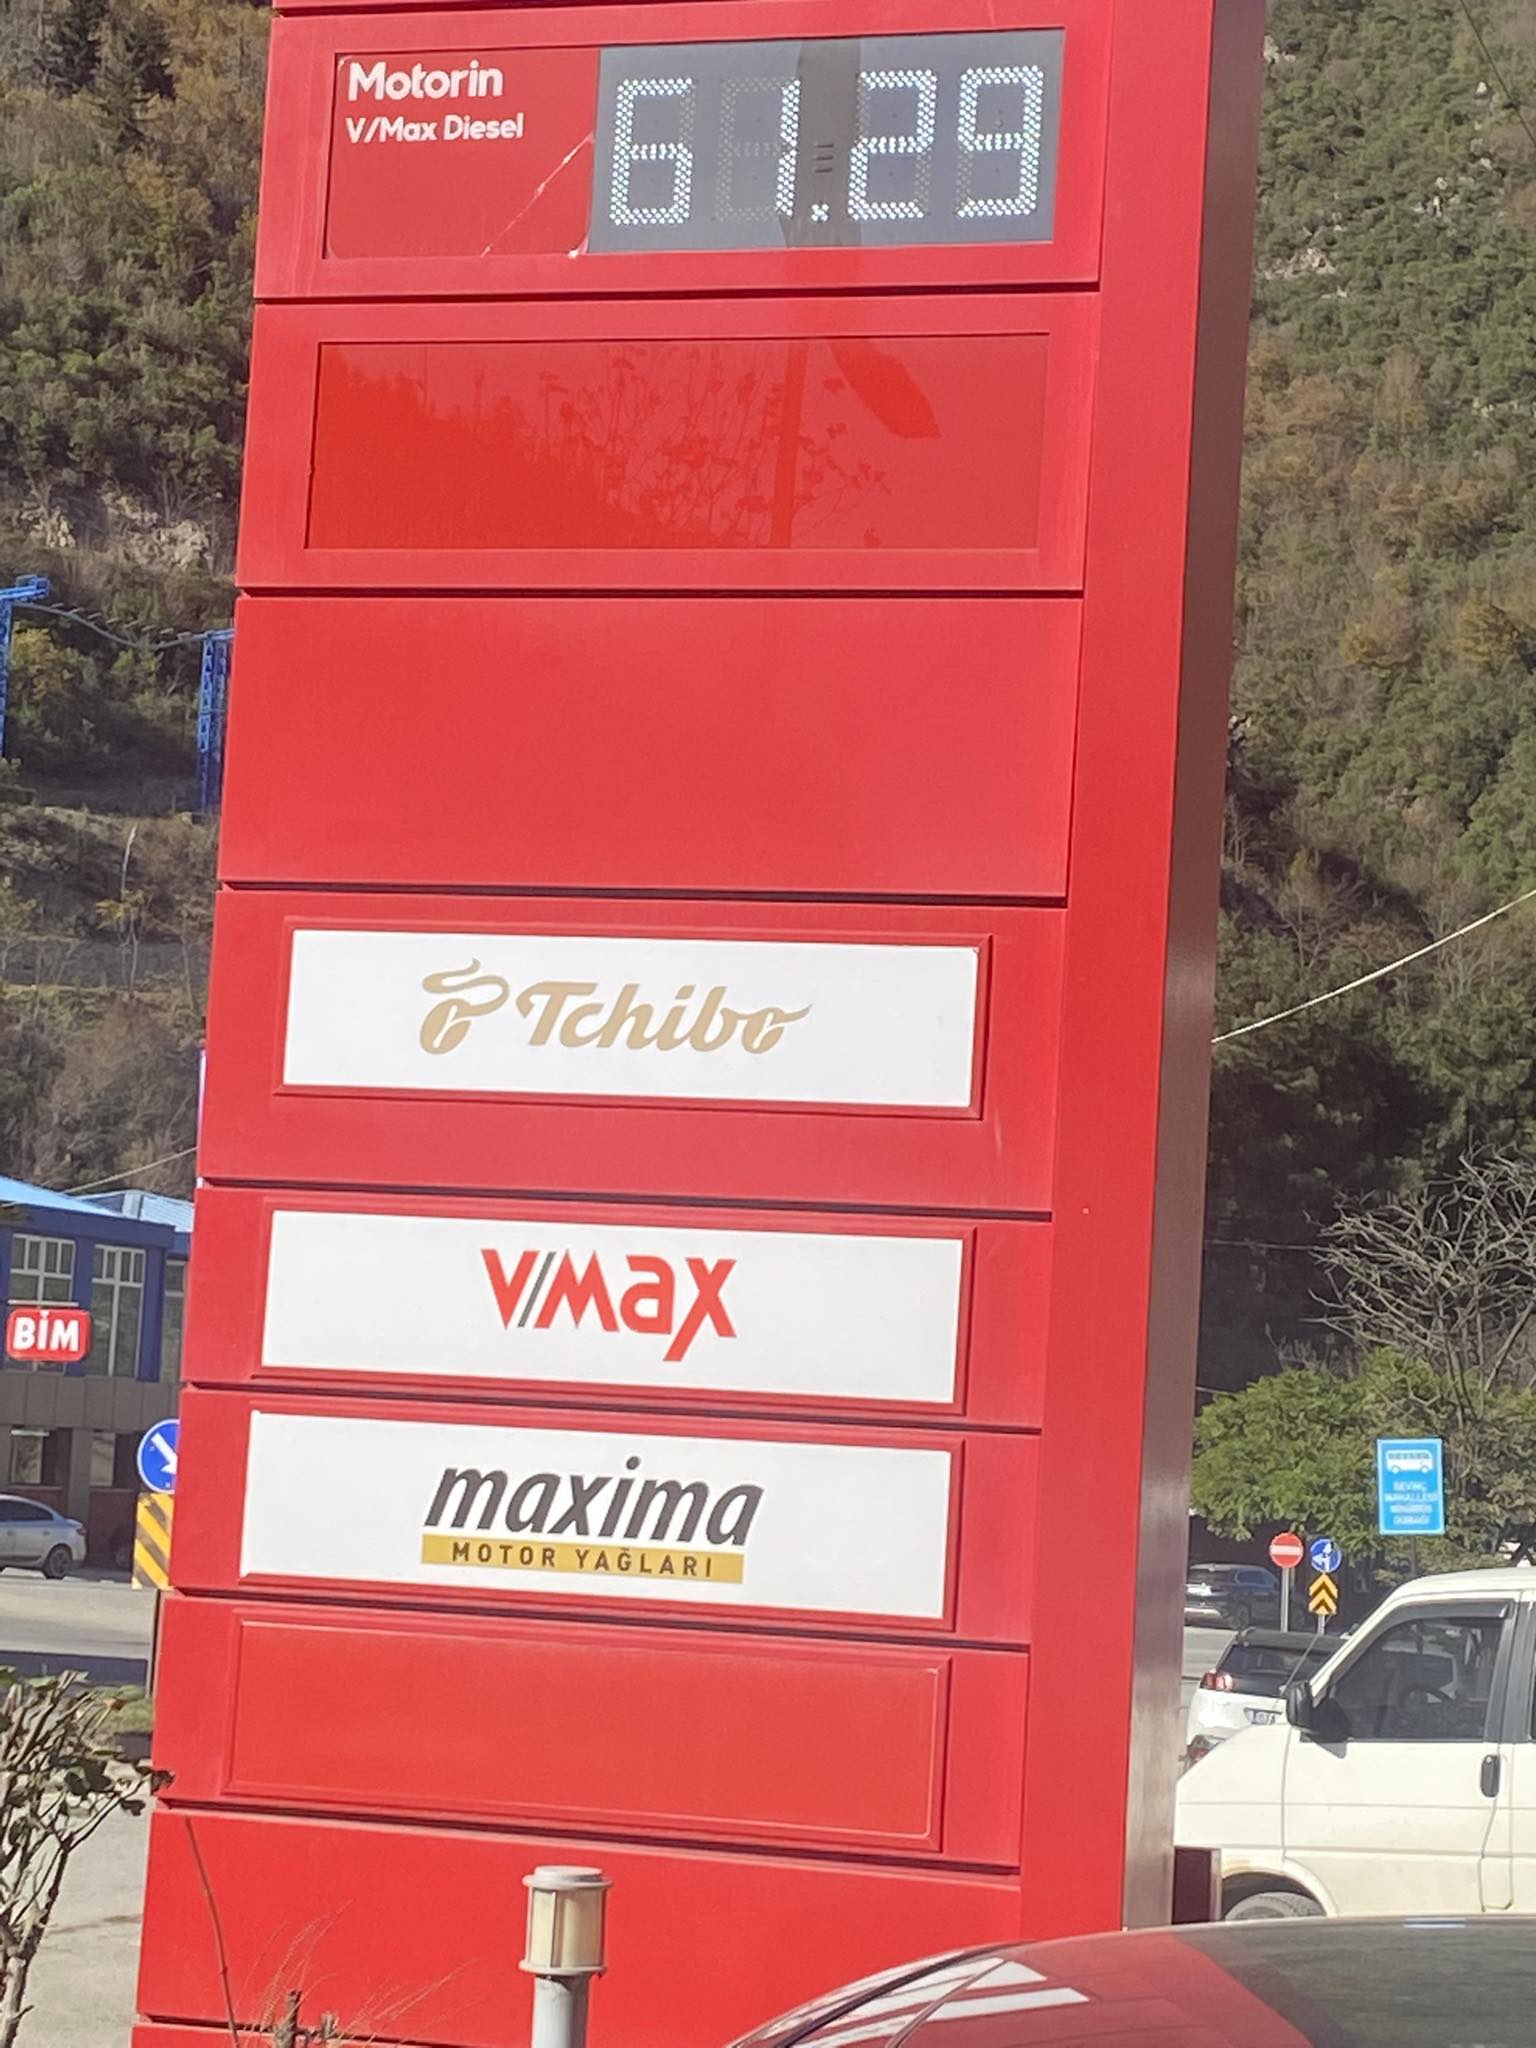 Motorin
V/Max Diesel
61.29
Tchibo
V/Max
BİM
maxima
MOTOR YAĞLARI